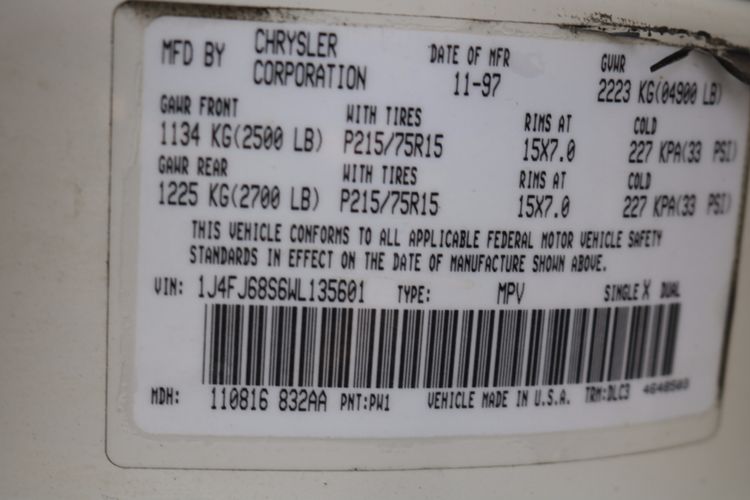 MFD BY CHRYSLER CORPORATION DATE OF MFR 11-97 GVWR 2223 KG(04900 LB)
GAWR FRONT WITH TIRES RIMS AT COLD
1134 KG(2500 LB) P215/75R15 15X7.0 227 KPA(33 PSI)
GAWR REAR WITH TIRES RIMS AT COLD
1225 KG(2700 LB) P215/75R15 15X7.0 227 KPA(33 PSI)
THIS VEHICLE CONFORMS TO ALL APPLICABLE FEDERAL MOTOR VEHICLE SAFETY
STANDARDS IN EFFECT ON THE DATE OF MANUFACTURE SHOWN ABOVE.
VIN: 1J4FJ68S6WL135601 TYPE: MPV SINGLE X DUAL
MDH: 110816 832AA PNT:PW1 VEHICLE MADE IN U.S.A. TRM:DLC3 4648503